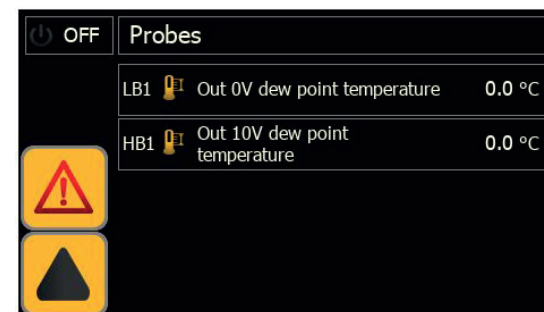 OFF
Probes
LB1 Out 0V dew point temperature 0.0 °C
HB1 Out 10V dew point
temperature 0.0 °C